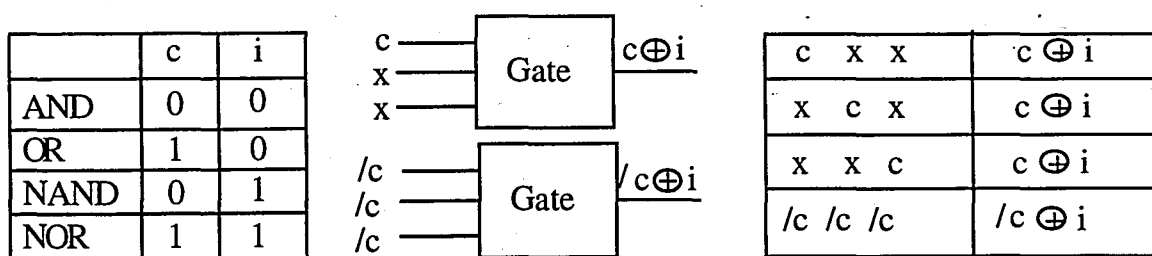 c i
AND 0 0
OR 1 0
NAND 0 1
NOR 1 1
c
x
x
Gate
c⊕i
/c
/c
/c
Gate
/c⊕i
c x x c⊕i
x c x c⊕i
x x c c⊕i
/c /c /c /c⊕i